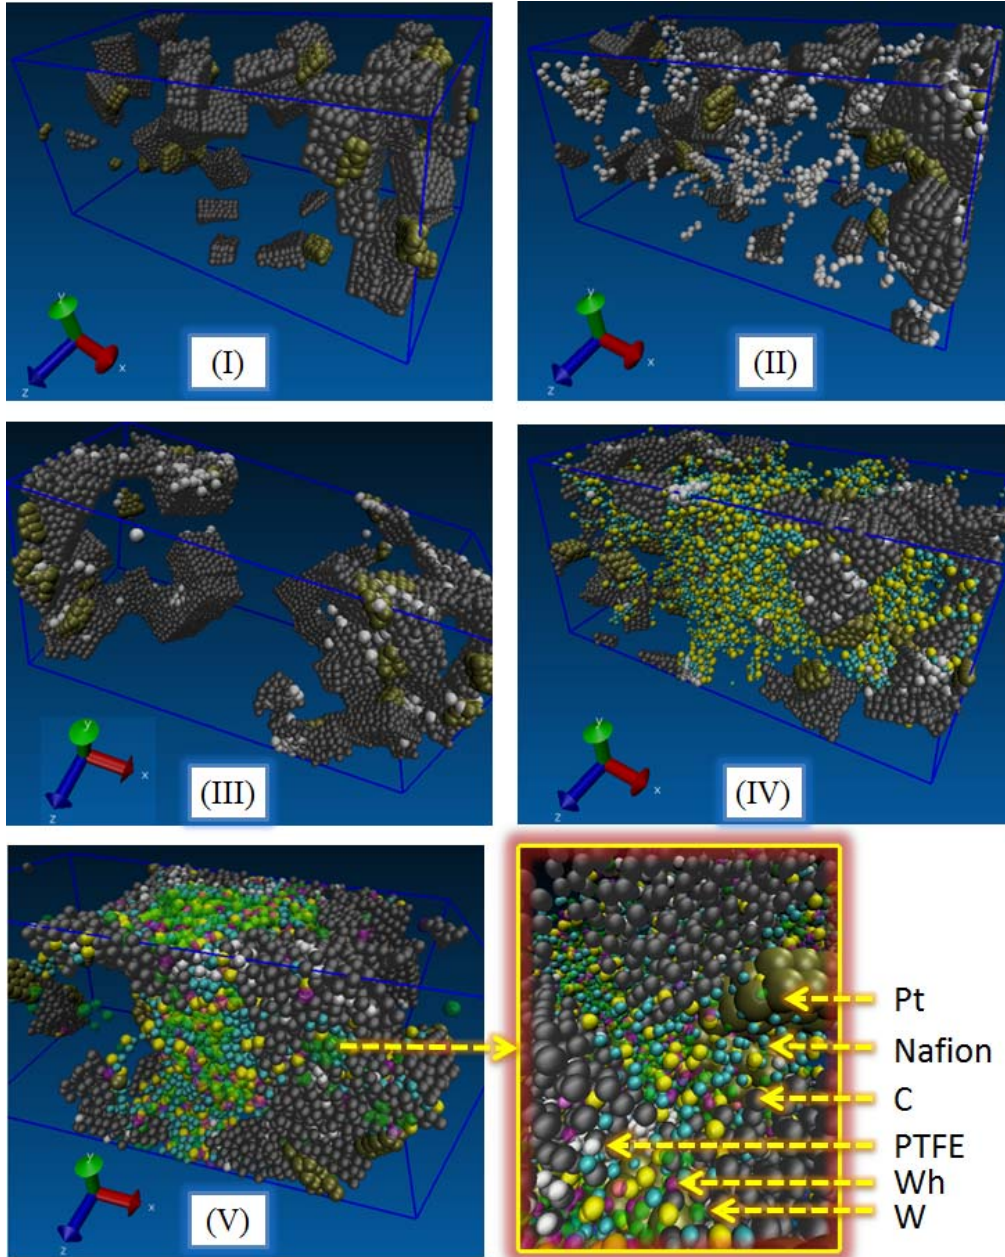 y
x
z
(I)
y
x
z
(II)
y
x
z
(III)
y
x
z
(IV)
y
x
z
(V)
Pt
Nafion
C
PTFE
Wh
W